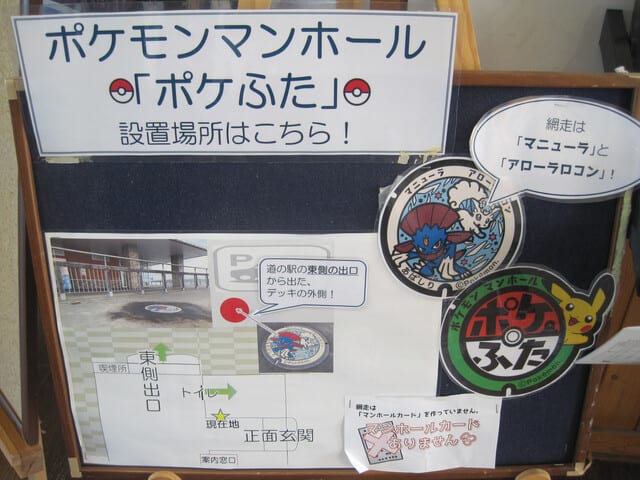 ポケモンマンホール
「ポケふた」
設置場所はこちら！
網走は
「マニューラ」と
「アローラロコン」！
マニューラ
アローラロコン
あばしり
©Pokémon
ポケモン マンホール
ポケ
ふた
©Pokémon
道の駅の東側の出口
から出た、
デッキの外側！
P
喫煙所
東側出口
トイレ
現在地
正面玄関
案内窓口
網走は
「マンホールカード」を作っていません。
マンホールカード
ありません